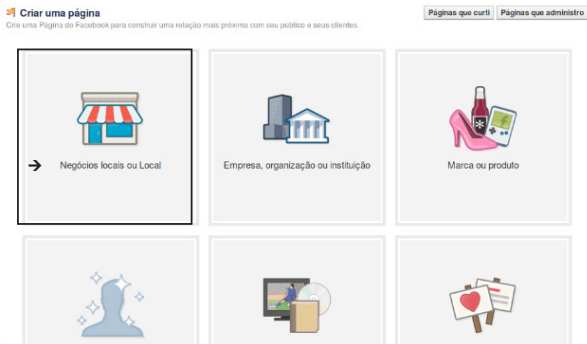 Criar uma página
Páginas que curti
Páginas que administro
Crie uma Página do Facebook para construir uma relação mais próxima com seu público e seus clientes.
Negócios locais ou Local
Empresa, organização ou instituição
Marca ou produto